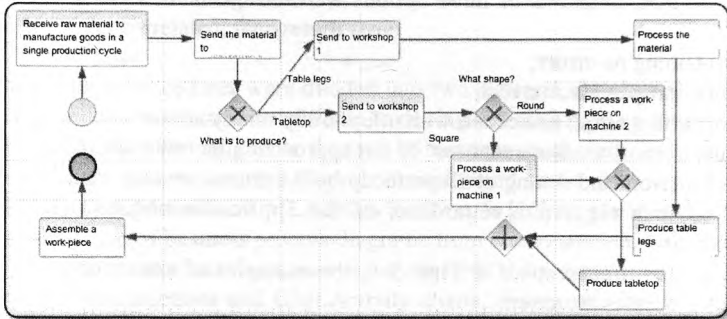 Receive raw material to
manufacture goods in a
single production cycle
Send the material
to
Send to workshop
1
Process the
material
Table legs
What shape?
Tabletop
Send to workshop
2
Round
Process a work-
piece on
machine 2
What is to produce?
Square
Process a work-
piece on
machine 1
Assemble a
work-piece
Produce table
legs
Produce tabletop